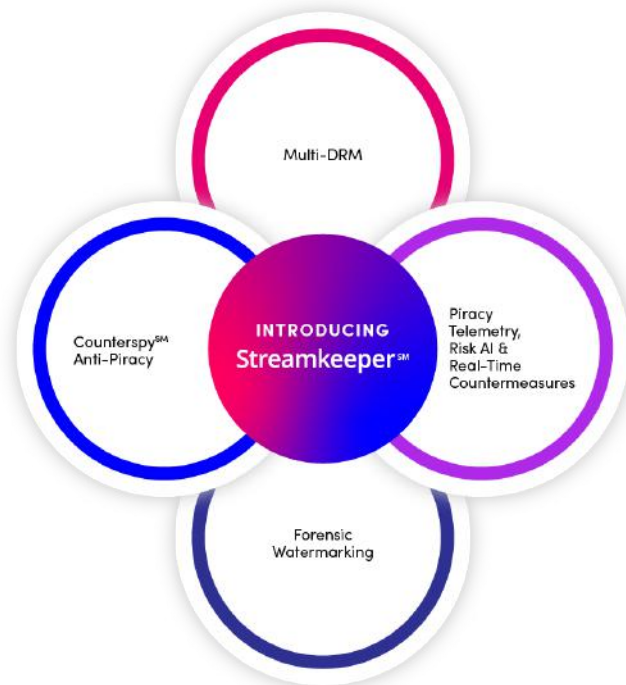 Multi-DRM
Counterspy℠
Anti-Piracy
INTRODUCING
Streamkeeper℠
Piracy
Telemetry,
Risk AI &
Real-Time
Countermeasures
Forensic
Watermarking